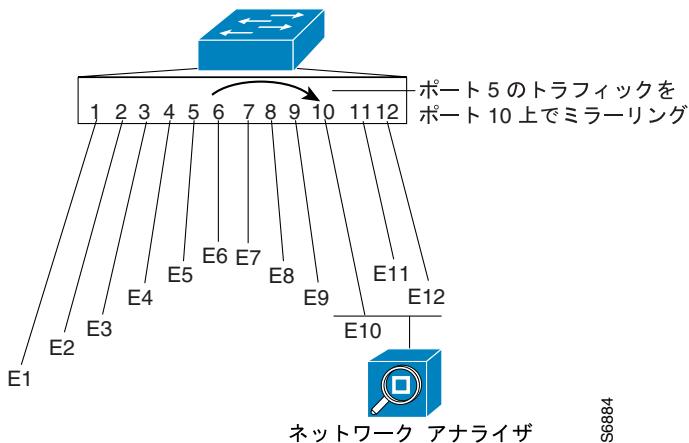 ポート 5 のトラフィックを
ポート 10 上でミラーリング
1 2 3 4 5 6 7 8 9 10 11 12
E6 E7
E5 E8 E11
E4 E9 E12
E3 E10
E2
E1
ネットワーク アナライザ
S6884